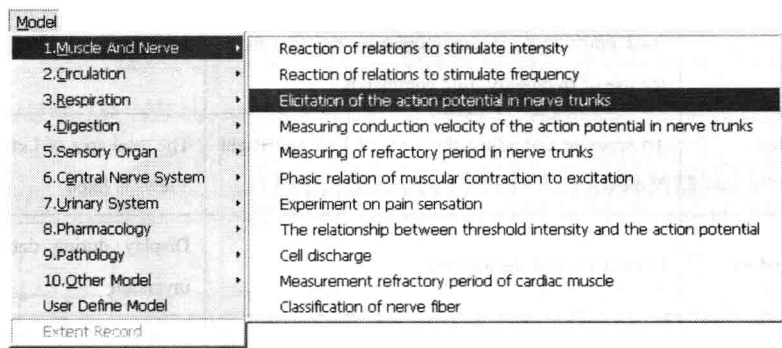 Model
1.Muscle And Nerve
2.Circulation
3.Respiration
4.Digestion
5.Sensory Organ
6.Central Nerve System
7.Urinary System
8.Pharmacology
9.Pathology
10.Other Model
User Define Model
Extent Record
Reaction of relations to stimulate intensity
Reaction of relations to stimulate frequency
Elicitation of the action potential in nerve trunks
Measuring conduction velocity of the action potential in nerve trunks
Measuring of refractory period in nerve trunks
Phasic relation of muscular contraction to excitation
Experiment on pain sensation
The relationship between threshold intensity and the action potential
Cell discharge
Measurement refractory period of cardiac muscle
Classification of nerve fiber